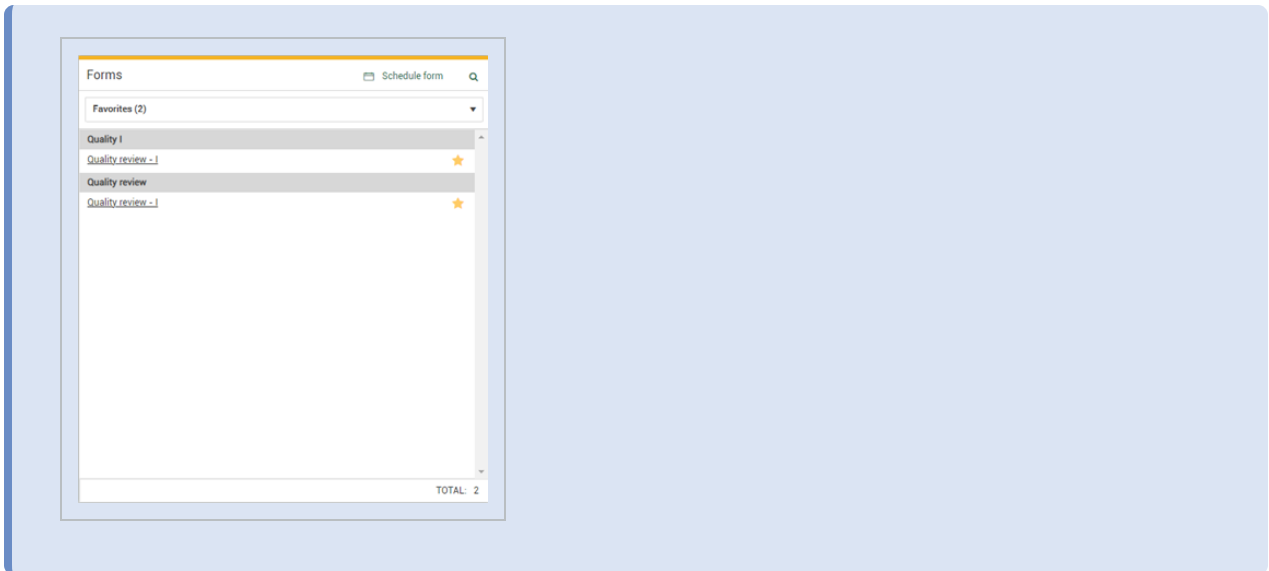 Forms Schedule form
Favorites (2)
Quality I
Quality review - I
Quality review
Quality review - I
TOTAL: 2